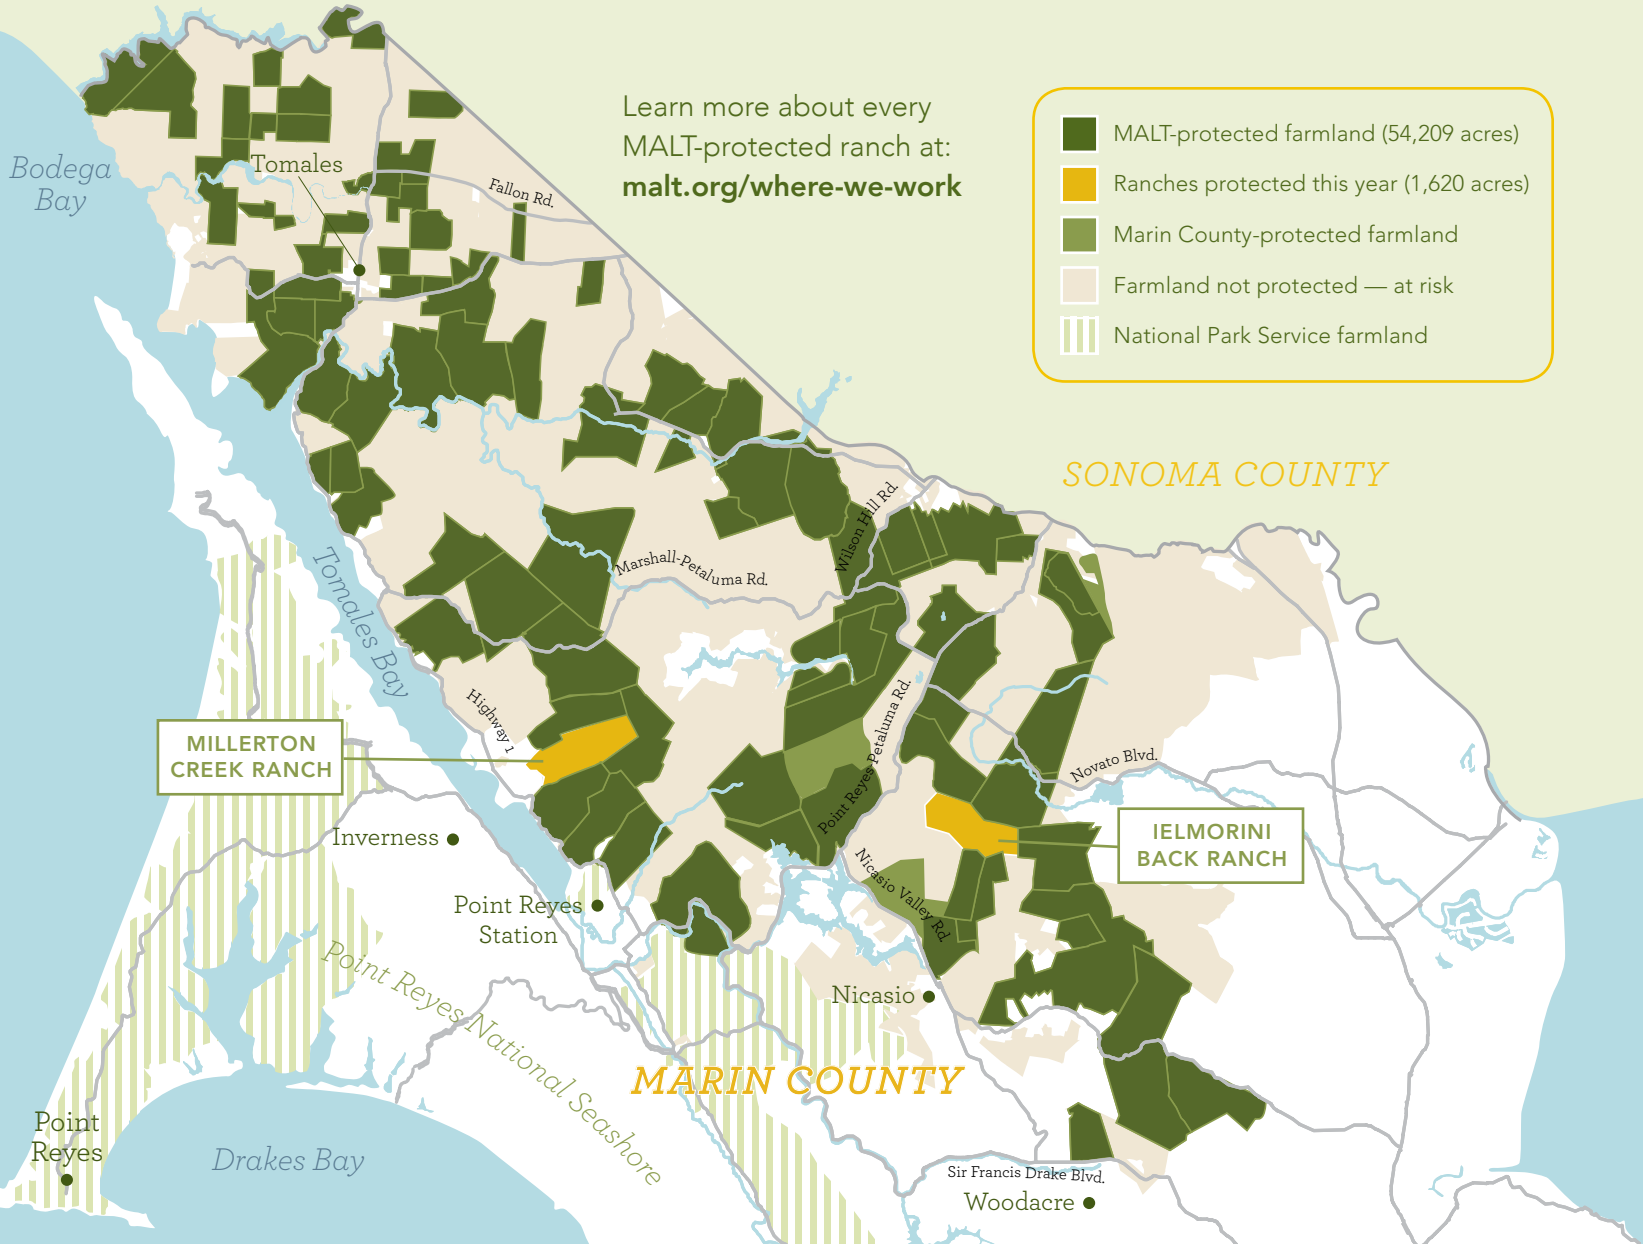 Learn more about every
MALT-protected ranch at:
malt.org/where-we-work
MALT-protected farmland (54,209 acres)
Ranches protected this year (1,620 acres)
Marin County-protected farmland
Farmland not protected — at risk
National Park Service farmland
Bodega
Bay
Tomales
Fallon Rd.
SONOMA COUNTY
Wilson Hill Rd.
Marshall-Petaluma Rd.
Tomales Bay
Highway 1
Point Reyes-Petaluma Rd.
MILLERTON
CREEK RANCH
Novato Blvd.
Inverness
IELMORINI
BACK RANCH
Nicasio Valley Rd.
Point Reyes
Station
Point Reyes National Seashore
Nicasio
MARIN COUNTY
Point
Reyes
Drakes Bay
Sir Francis Drake Blvd.
Woodacre